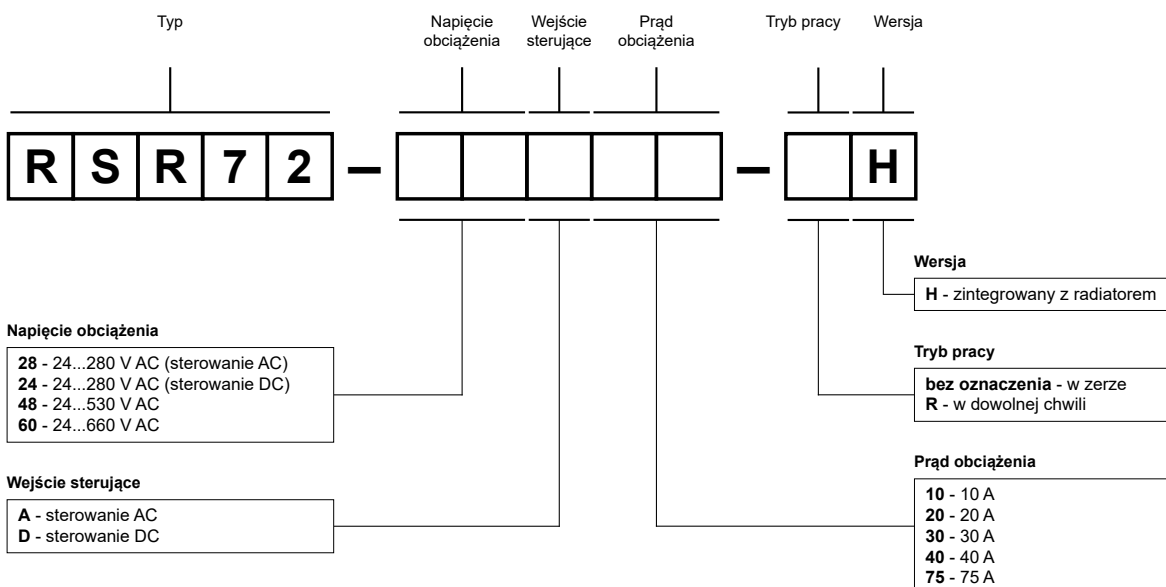 Typ
Napięcie
obciążenia
Wejście
sterujące
Prąd
obciążenia
Tryb pracy
Wersja
R S R 7 2 – – H
Wersja
H - zintegrowany z radiatorem
Napięcie obciążenia
28 - 24...280 V AC (sterowanie AC)
24 - 24...280 V AC (sterowanie DC)
48 - 24...530 V AC
60 - 24...660 V AC
Tryb pracy
bez oznaczenia - w zerze
R - w dowolnej chwili
Wejście sterujące
A - sterowanie AC
D - sterowanie DC
Prąd obciążenia
10 - 10 A
20 - 20 A
30 - 30 A
40 - 40 A
75 - 75 A